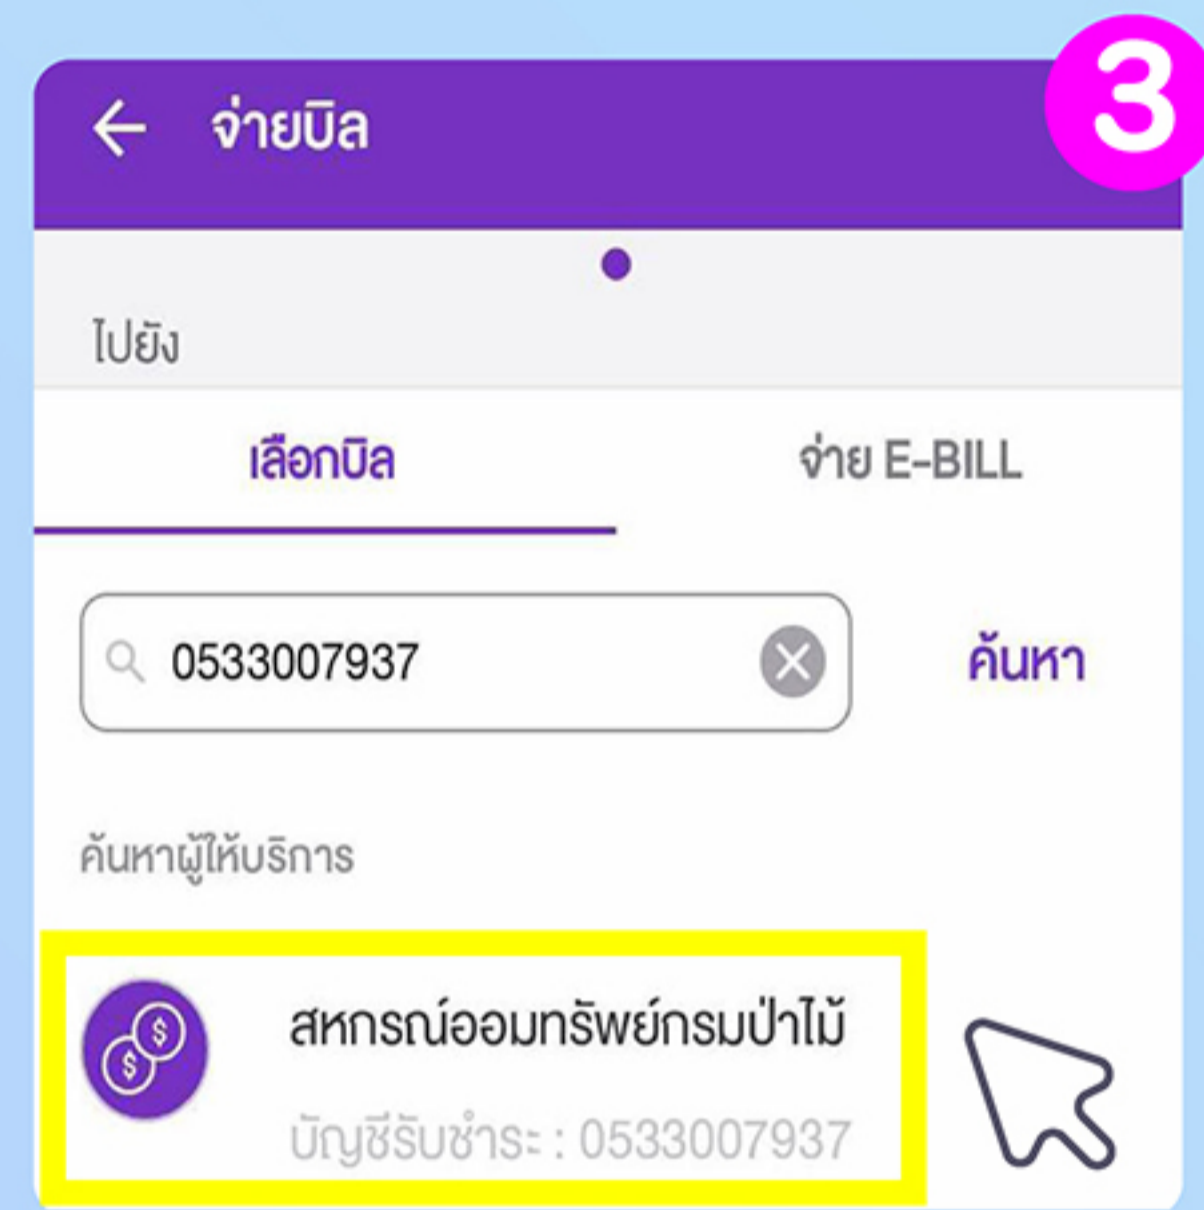 3
จ่ายบิล
ไปยัง
เลือกบิล
จ่าย E-BILL
0533007937
ค้นหา
ค้นหาผู้ให้บริการ
$ $
สหกรณ์ออมทรัพย์กรมป่าไม้
บัญชีรับชำระ : 0533007937